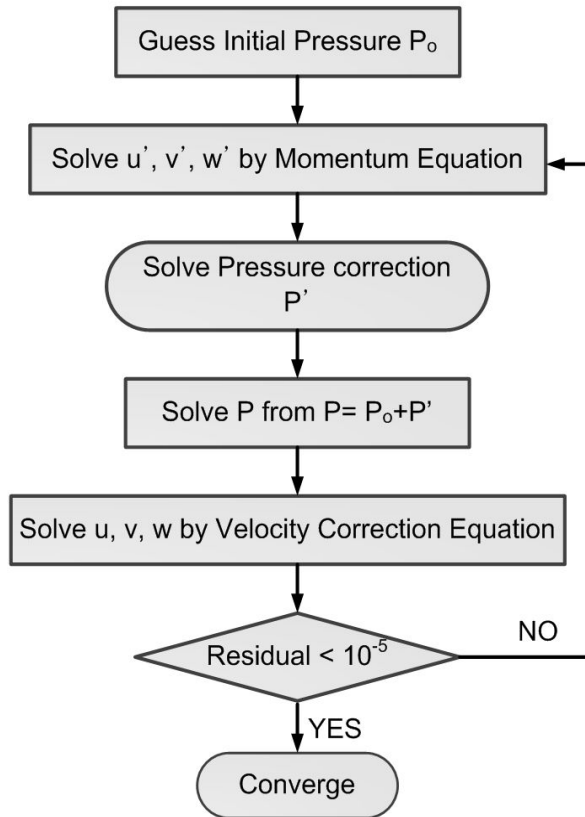 Guess Initial Pressure Pₒ
Solve u’, v’, w’ by Momentum Equation
Solve Pressure correction
P’
Solve P from P= Pₒ+P’
Solve u, v, w by Velocity Correction Equation
Residual < 10⁻⁵
NO
YES
Converge